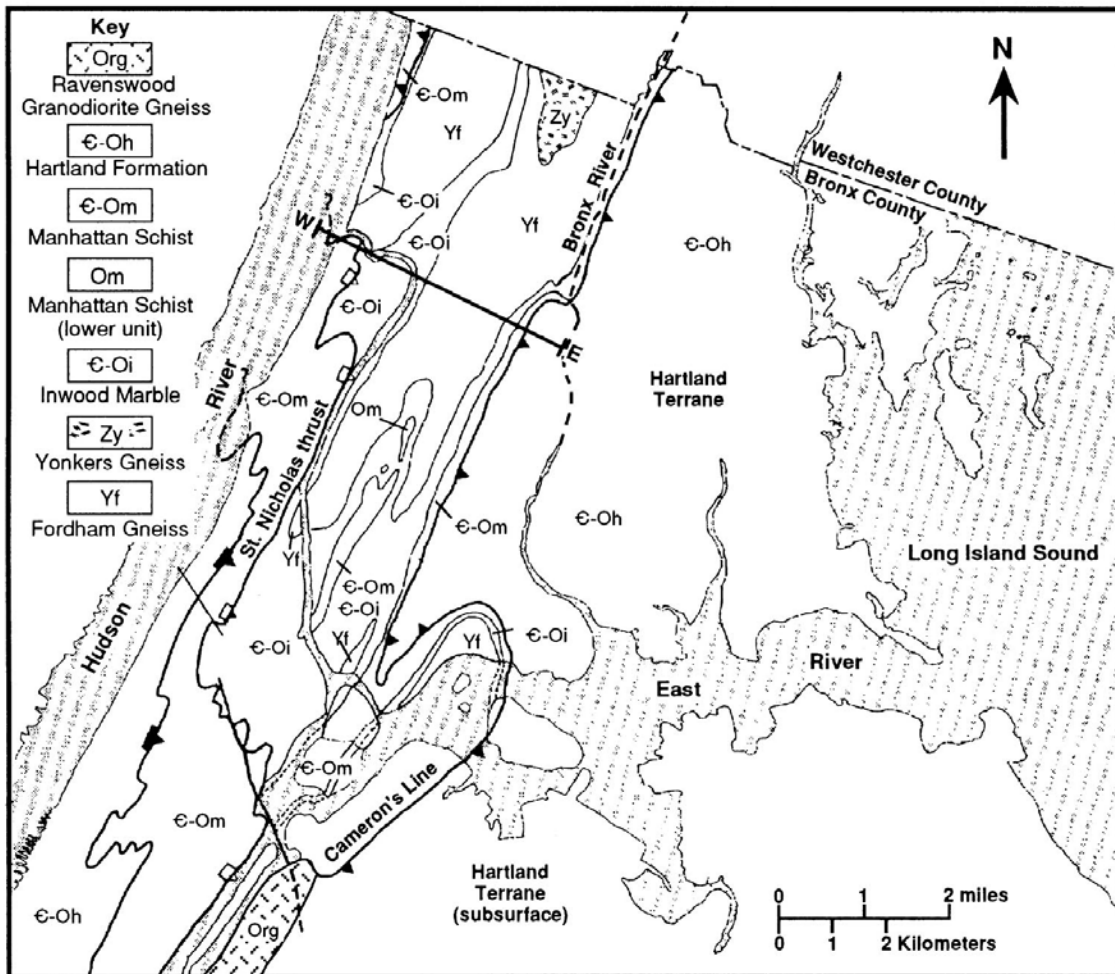 Key
Org
Ravenswood
Granodiorite Gneiss
Є-Oh
Hartland Formation
Є-Om
Manhattan Schist
Om
Manhattan Schist
(lower unit)
Є-Oi
Inwood Marble
Zy
Yonkers Gneiss
Yf
Fordham Gneiss
N
Є-Om
Yf
Zy
Є-Oi
Bronx River
Westchester County
Bronx County
W
Є-Oi
Yf
Є-Oh
Є-Oi
E
River
Є-Om
Om
Hartland
Terrane
St. Nicholas thrust
Є-Om
Є-Oh
Yf
Long Island Sound
Є-Om
Є-Oi
Hudson
Є-Oi
Yf
Yf
Є-Oi
River
East
Є-Om
Cameron's Line
Є-Om
Hartland
Terrane
(subsurface)
0 1 2 miles
0 1 2 Kilometers
Є-Oh
Org